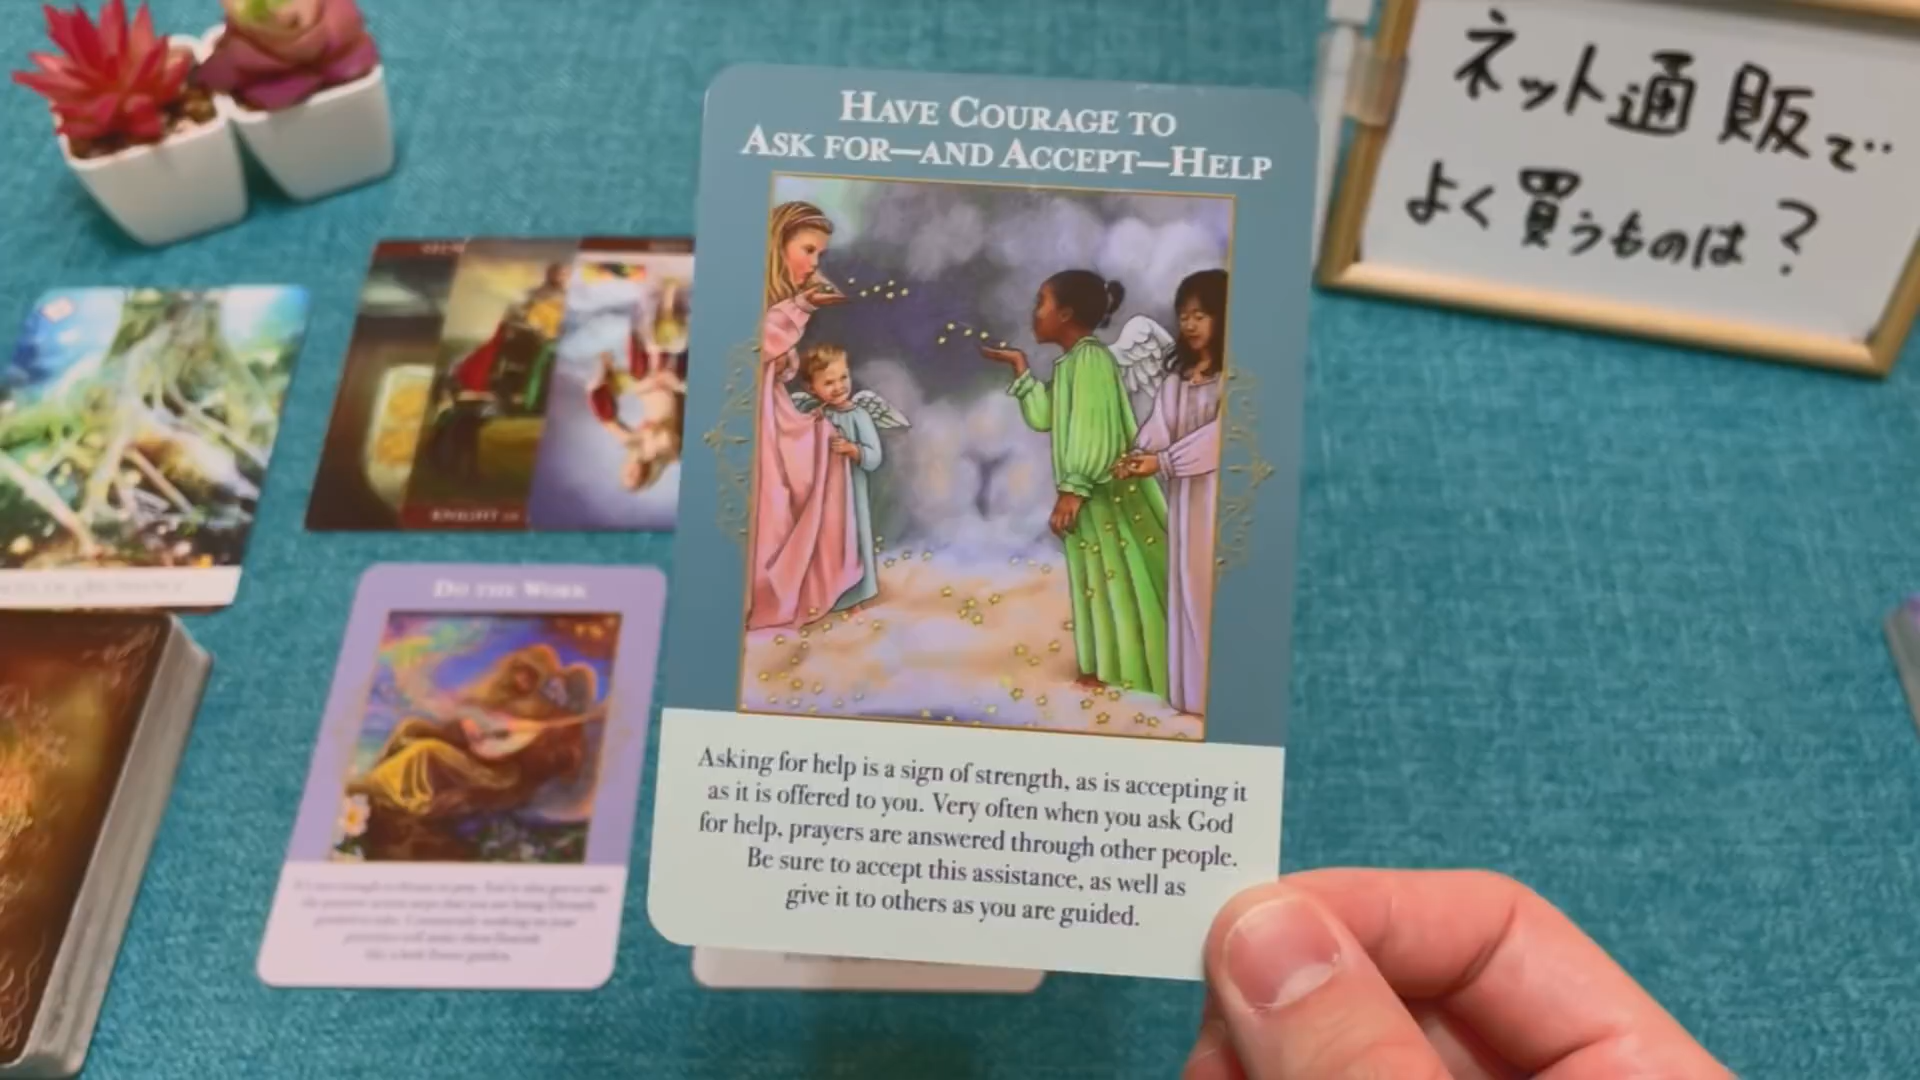 HAVE COURAGE TO
ASK FOR—AND ACCEPT—HELP
Asking for help is a sign of strength, as is accepting it
as it is offered to you. Very often when you ask God
for help, prayers are answered through other people.
Be sure to accept this assistance, as well as
give it to others as you are guided.
ネット通販で
よく買うものは？
KNIGHT
DO THE WORK